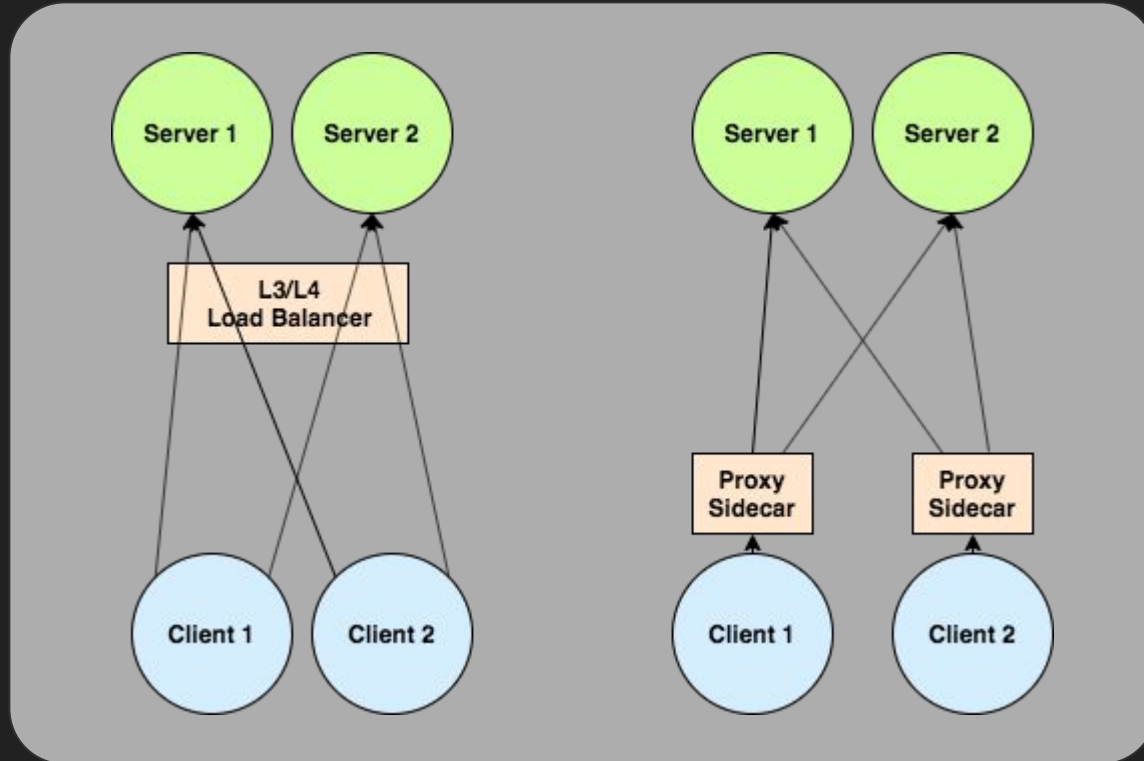 Server 1
Server 2
Server 1
Server 2
L3/L4
Load Balancer
Proxy
Sidecar
Proxy
Sidecar
Client 1
Client 2
Client 1
Client 2